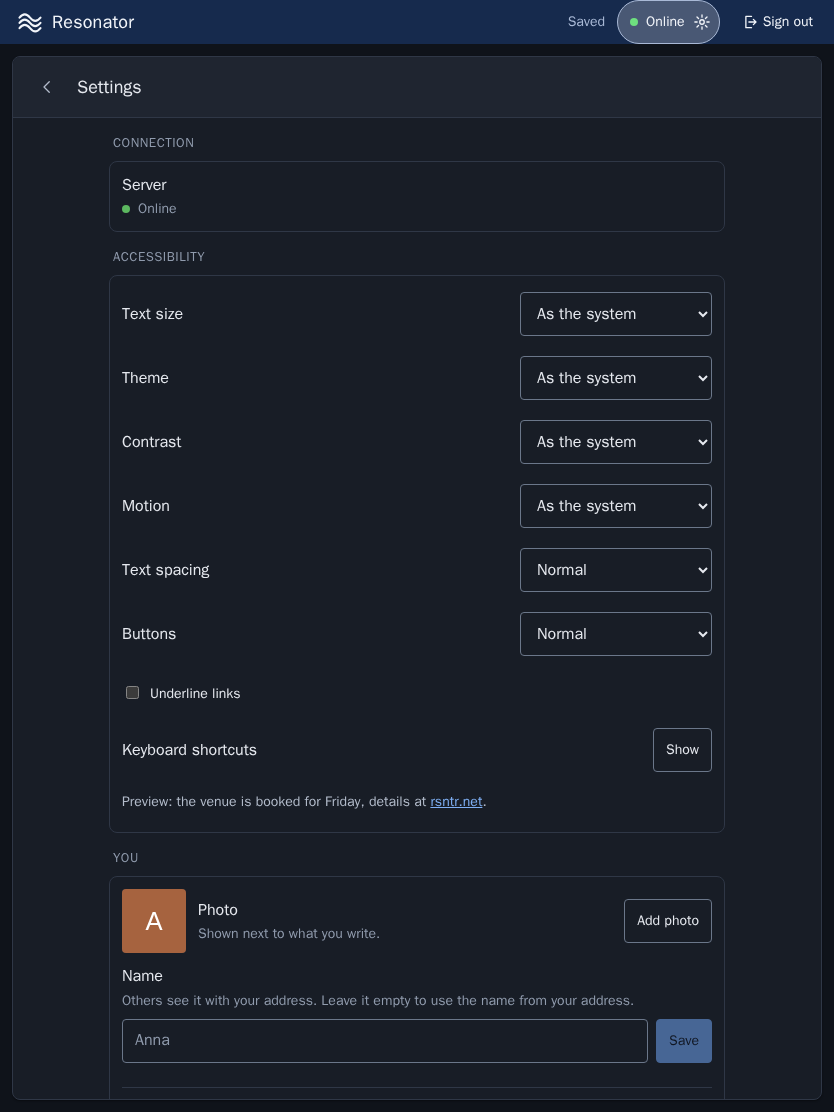 Resonator
Saved
Online
Sign out
Settings
CONNECTION
Server
Online
ACCESSIBILITY
Text size
As the system
Theme
As the system
Contrast
As the system
Motion
As the system
Text spacing
Normal
Buttons
Normal
Underline links
Keyboard shortcuts
Show
Preview: the venue is booked for Friday, details at rsntr.net.
YOU
A
Photo
Shown next to what you write.
Add photo
Name
Others see it with your address. Leave it empty to use the name from your address.
Anna
Save